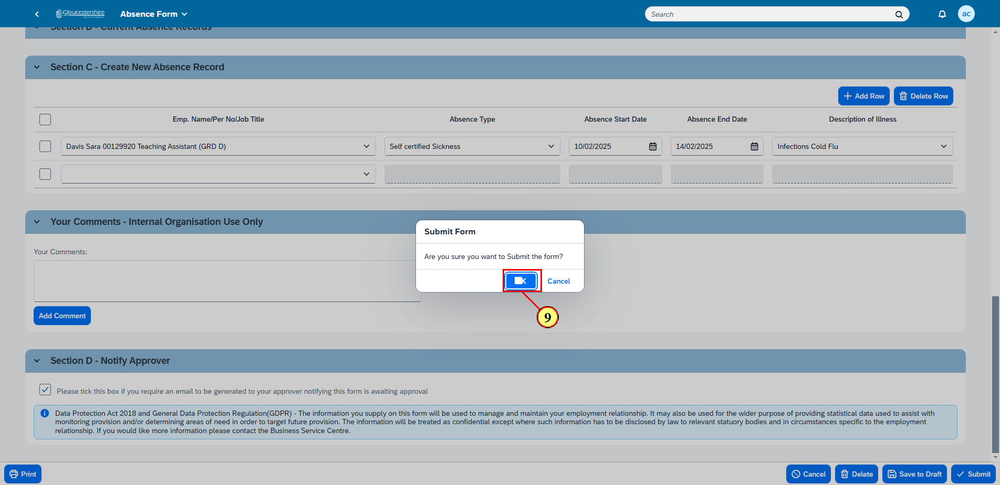 Gloucestershire
COUNTY COUNCIL
Absence Form
Search
ac
Section B - Current Absence Records
Section C - Create New Absence Record
Add Row
Delete Row
Emp. Name/Per No/Job Title
Absence Type
Absence Start Date
Absence End Date
Description of Illness
Davis Sara 00129920 Teaching Assistant (GRD D)
Self certified Sickness
10/02/2025
14/02/2025
Infections Cold Flu
Your Comments - Internal Organisation Use Only
Your Comments:
Add Comment
Submit Form
Are you sure you want to Submit the form?
Cancel
9
Section D - Notify Approver
Please tick this box if you require an email to be generated to your approver notifying this form is awaiting approval
Data Protection Act 2018 and General Data Protection Regulation(GDPR) - The information you supply on this form will be used to manage and maintain your employment relationship. It may also be used for the wider purpose of providing statistical data used to assist with
monitoring provision and/or determining areas of need in order to target future provision. The information will be treated as confidential except where such information has to be disclosed by law to relevant statuory bodies and in circumstances specific to the employment
relationship. If you would like more information please contact the Business Service Centre.
Print
Cancel
Delete
Save to Draft
Submit